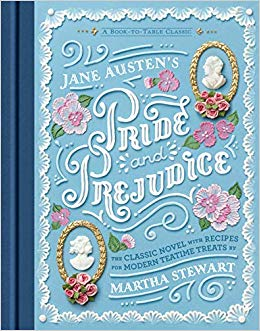 A BOOK-TO-TABLE CLASSIC
JANE AUSTEN'S
PRIDE
and
PREJUDICE
THE CLASSIC NOVEL WITH RECIPES
FOR MODERN TEATIME TREATS BY
MARTHA STEWART